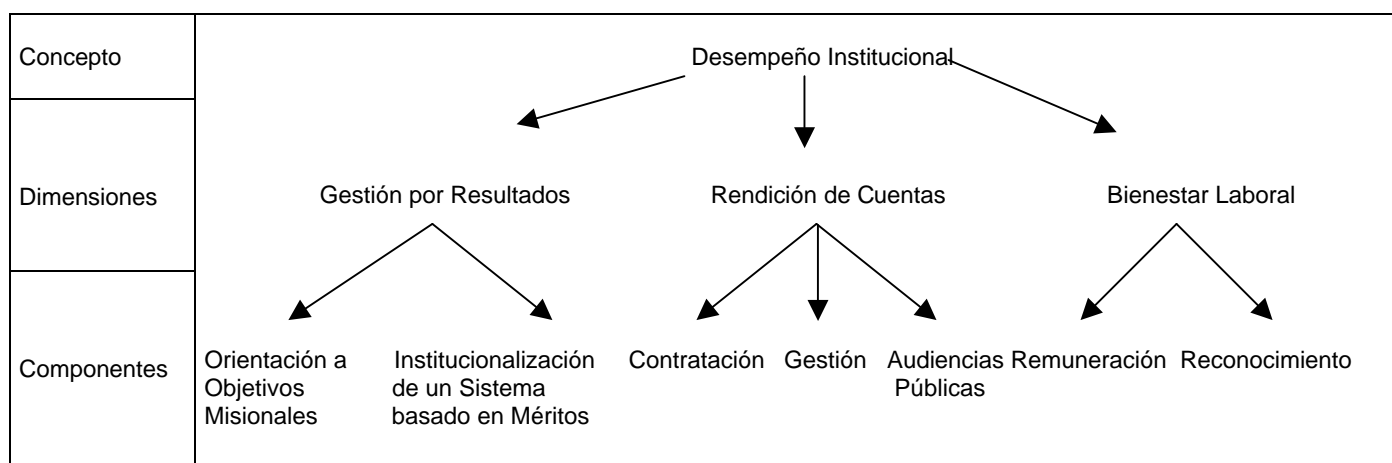 Concepto
Desempeño Institucional
Dimensiones
Gestión por Resultados
Rendición de Cuentas
Bienestar Laboral
Componentes
Orientación a
Objetivos
Misionales
Institucionalización
de un Sistema
basado en Méritos
Contratación
Gestión
Audiencias
Públicas
Remuneración
Reconocimiento